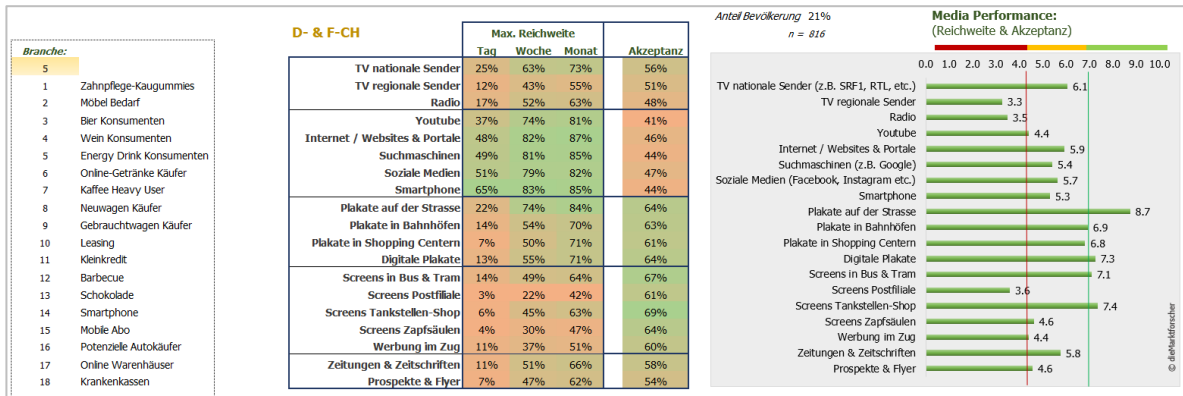 Branche:
5
1 Zahnpflege-Kaugummies
2 Möbel Bedarf
3 Bier Konsumenten
4 Wein Konsumenten
5 Energy Drink Konsumenten
6 Online-Getränke Käufer
7 Kaffee Heavy User
8 Neuwagen Käufer
9 Gebrauchtwagen Käufer
10 Leasing
11 Kleinkredit
12 Barbecue
13 Schokolade
14 Smartphone
15 Mobile Abo
16 Potenzielle Autokäufer
17 Online Warenhäuser
18 Krankenkassen
D- & F-CH
Max. Reichweite
Tag Woche Monat Akzeptanz
TV nationale Sender 25% 63% 73% 56%
TV regionale Sender 12% 43% 55% 51%
Radio 17% 52% 63% 48%
Youtube 37% 74% 81% 41%
Internet / Websites & Portale 48% 82% 87% 46%
Suchmaschinen 49% 81% 85% 44%
Soziale Medien 51% 79% 82% 47%
Smartphone 65% 83% 85% 44%
Plakate auf der Strasse 22% 74% 84% 64%
Plakate in Bahnhöfen 14% 54% 70% 63%
Plakate in Shopping Centern 7% 50% 71% 61%
Digitale Plakate 13% 55% 71% 64%
Screens in Bus & Tram 14% 49% 64% 67%
Screens Postfiliale 3% 22% 42% 61%
Screens Tankstellen-Shop 6% 45% 63% 69%
Screens Zapfsäulen 4% 30% 47% 64%
Werbung im Zug 11% 37% 51% 60%
Zeitungen & Zeitschriften 11% 51% 66% 58%
Prospekte & Flyer 7% 47% 62% 54%
Anteil Bevölkerung 21%
n = 816
Media Performance:
(Reichweite & Akzeptanz)
0.0 1.0 2.0 3.0 4.0 5.0 6.0 7.0 8.0 9.0 10.0
TV nationale Sender (z.B. SRF1, RTL, etc.) 6.1
TV regionale Sender 3.3
Radio 3.5
Youtube 4.4
Internet / Websites & Portale 5.9
Suchmaschinen (z.B. Google) 5.4
Soziale Medien (Facebook, Instagram etc.) 5.7
Smartphone 5.3
Plakate auf der Strasse 8.7
Plakate in Bahnhöfen 6.9
Plakate in Shopping Centern 6.8
Digitale Plakate 7.3
Screens in Bus & Tram 7.1
Screens Postfiliale 3.6
Screens Tankstellen-Shop 7.4
Screens Zapfsäulen 4.6
Werbung im Zug 4.4
Zeitungen & Zeitschriften 5.8
Prospekte & Flyer 4.6
© dieMarktforscher